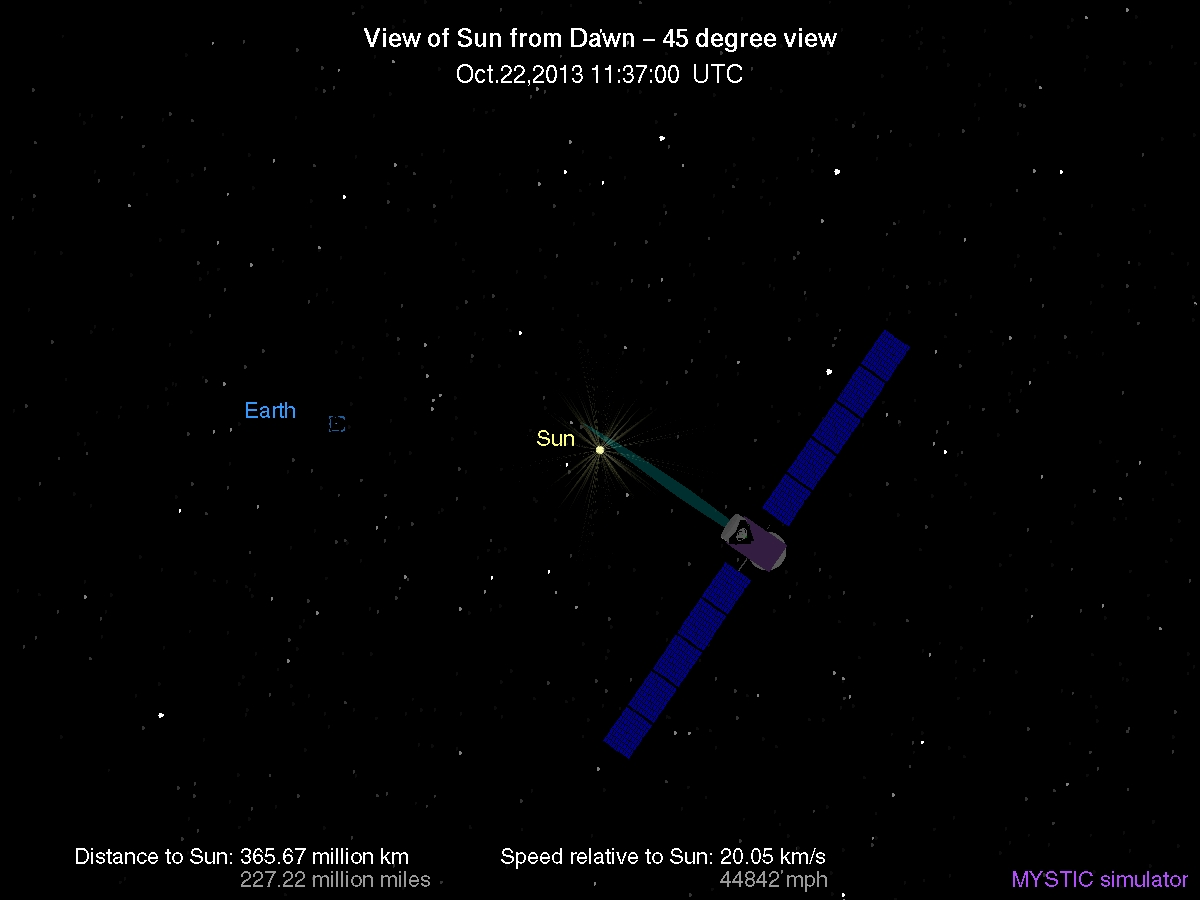 View of Sun from Dawn – 45 degree view
Oct.22,2013 11:37:00 UTC
Earth
Sun
Distance to Sun: 365.67 million km
227.22 million miles
Speed relative to Sun: 20.05 km/s
44842 mph
MYSTIC simulator